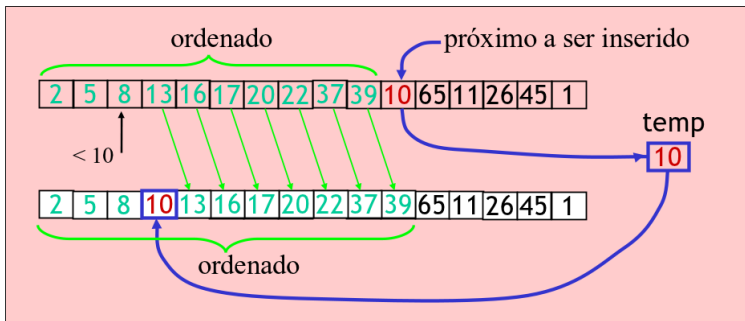 ordenado
próximo a ser inserido
2 5 8 13 16 17 20 22 37 39 10 65 11 26 45 1
temp
< 10
10
2 5 8 10 13 16 17 20 22 37 39 65 11 26 45 1
ordenado